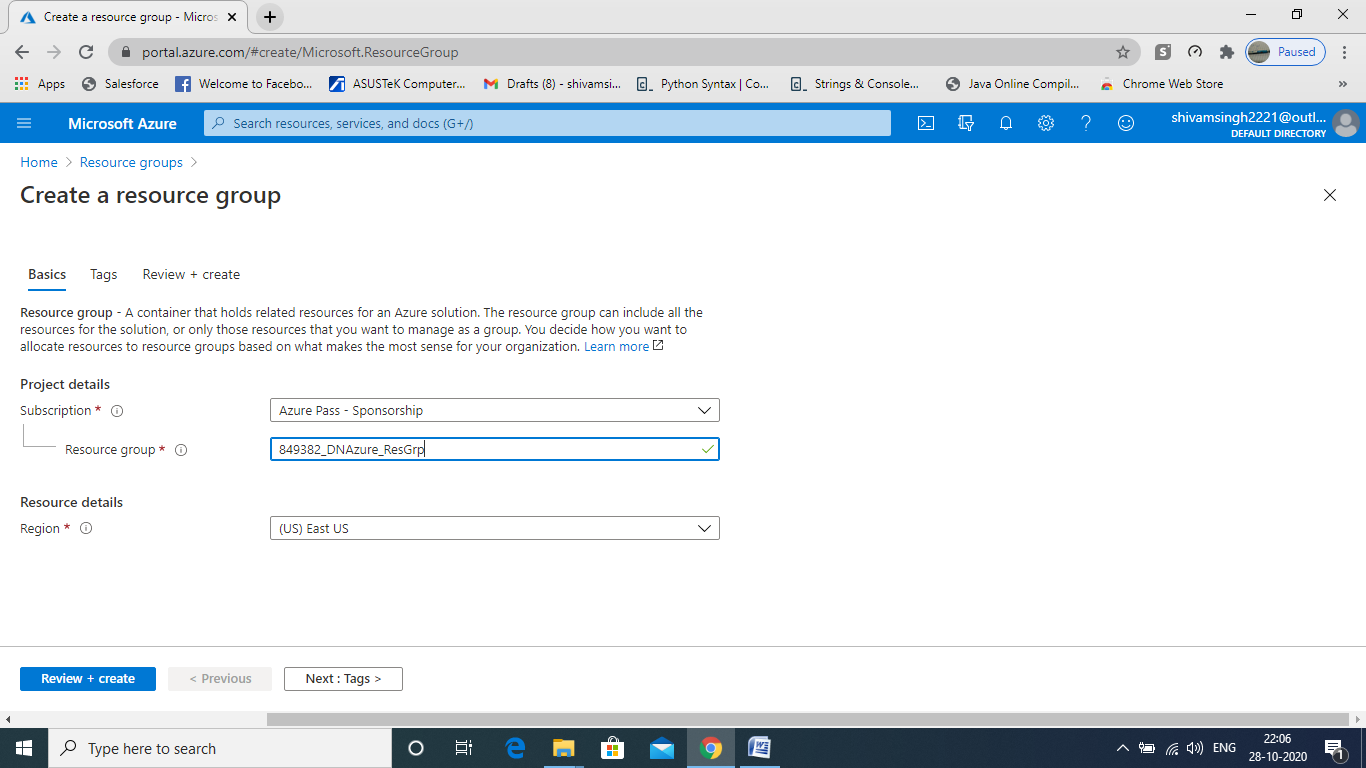 Create a resource group - Micros
portal.azure.com/#create/Microsoft.ResourceGroup
Paused
Apps
Salesforce
Welcome to Facebo...
ASUSTeK Computer...
Drafts (8) - shivamsi...
Python Syntax | Co...
Strings & Console...
Java Online Compil...
Chrome Web Store
»
Microsoft Azure
Search resources, services, and docs (G+/)
shivamsingh2221@outl...
DEFAULT DIRECTORY
Home > Resource groups >
Create a resource group
Basics
Tags
Review + create
Resource group - A container that holds related resources for an Azure solution. The resource group can include all the
resources for the solution, or only those resources that you want to manage as a group. You decide how you want to
allocate resources to resource groups based on what makes the most sense for your organization. Learn more
Project details
Subscription *
Azure Pass - Sponsorship
Resource group *
849382_DNAzure_ResGrp
Resource details
Region *
(US) East US
Review + create
< Previous
Next : Tags >
Type here to search
ENG
22:06
28-10-2020
1